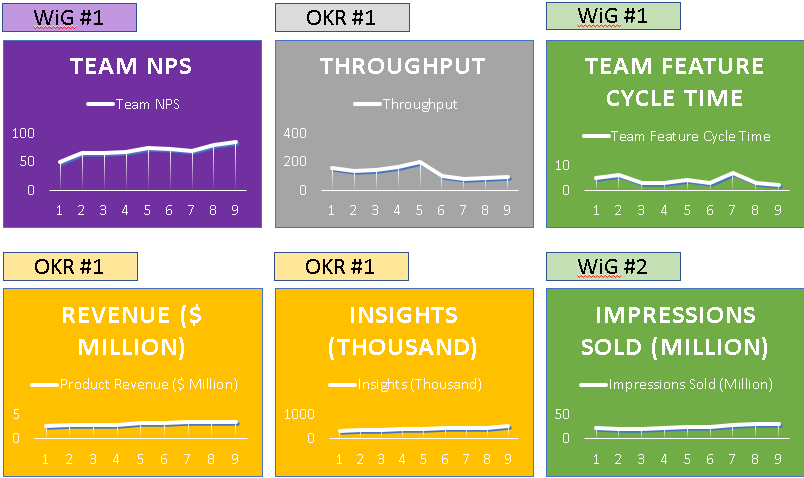 WiG #1
OKR #1
WiG #1
TEAM NPS
Team NPS
100
50
0
1 2 3 4 5 6 7 8 9
THROUGHPUT
Throughput
400
200
0
1 2 3 4 5 6 7 8 9
TEAM FEATURE
CYCLE TIME
Team Feature Cycle Time
10
0
1 2 3 4 5 6 7 8 9
OKR #1
OKR #1
WiG #2
REVENUE ($
MILLION)
Product Revenue ($ Million)
5
0
1 2 3 4 5 6 7 8 9
INSIGHTS
(THOUSAND)
Insights (Thousand)
1000
0
1 2 3 4 5 6 7 8 9
IMPRESSIONS
SOLD (MILLION)
Impressions Sold (Million)
50
0
1 2 3 4 5 6 7 8 9